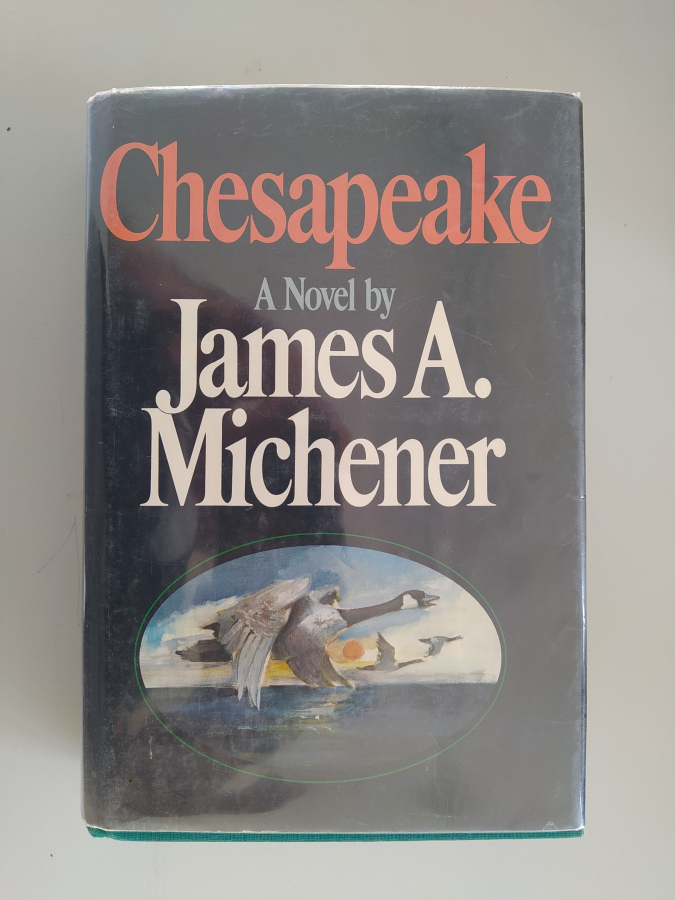 Chesapeake
A Novel by
James A.
Michener